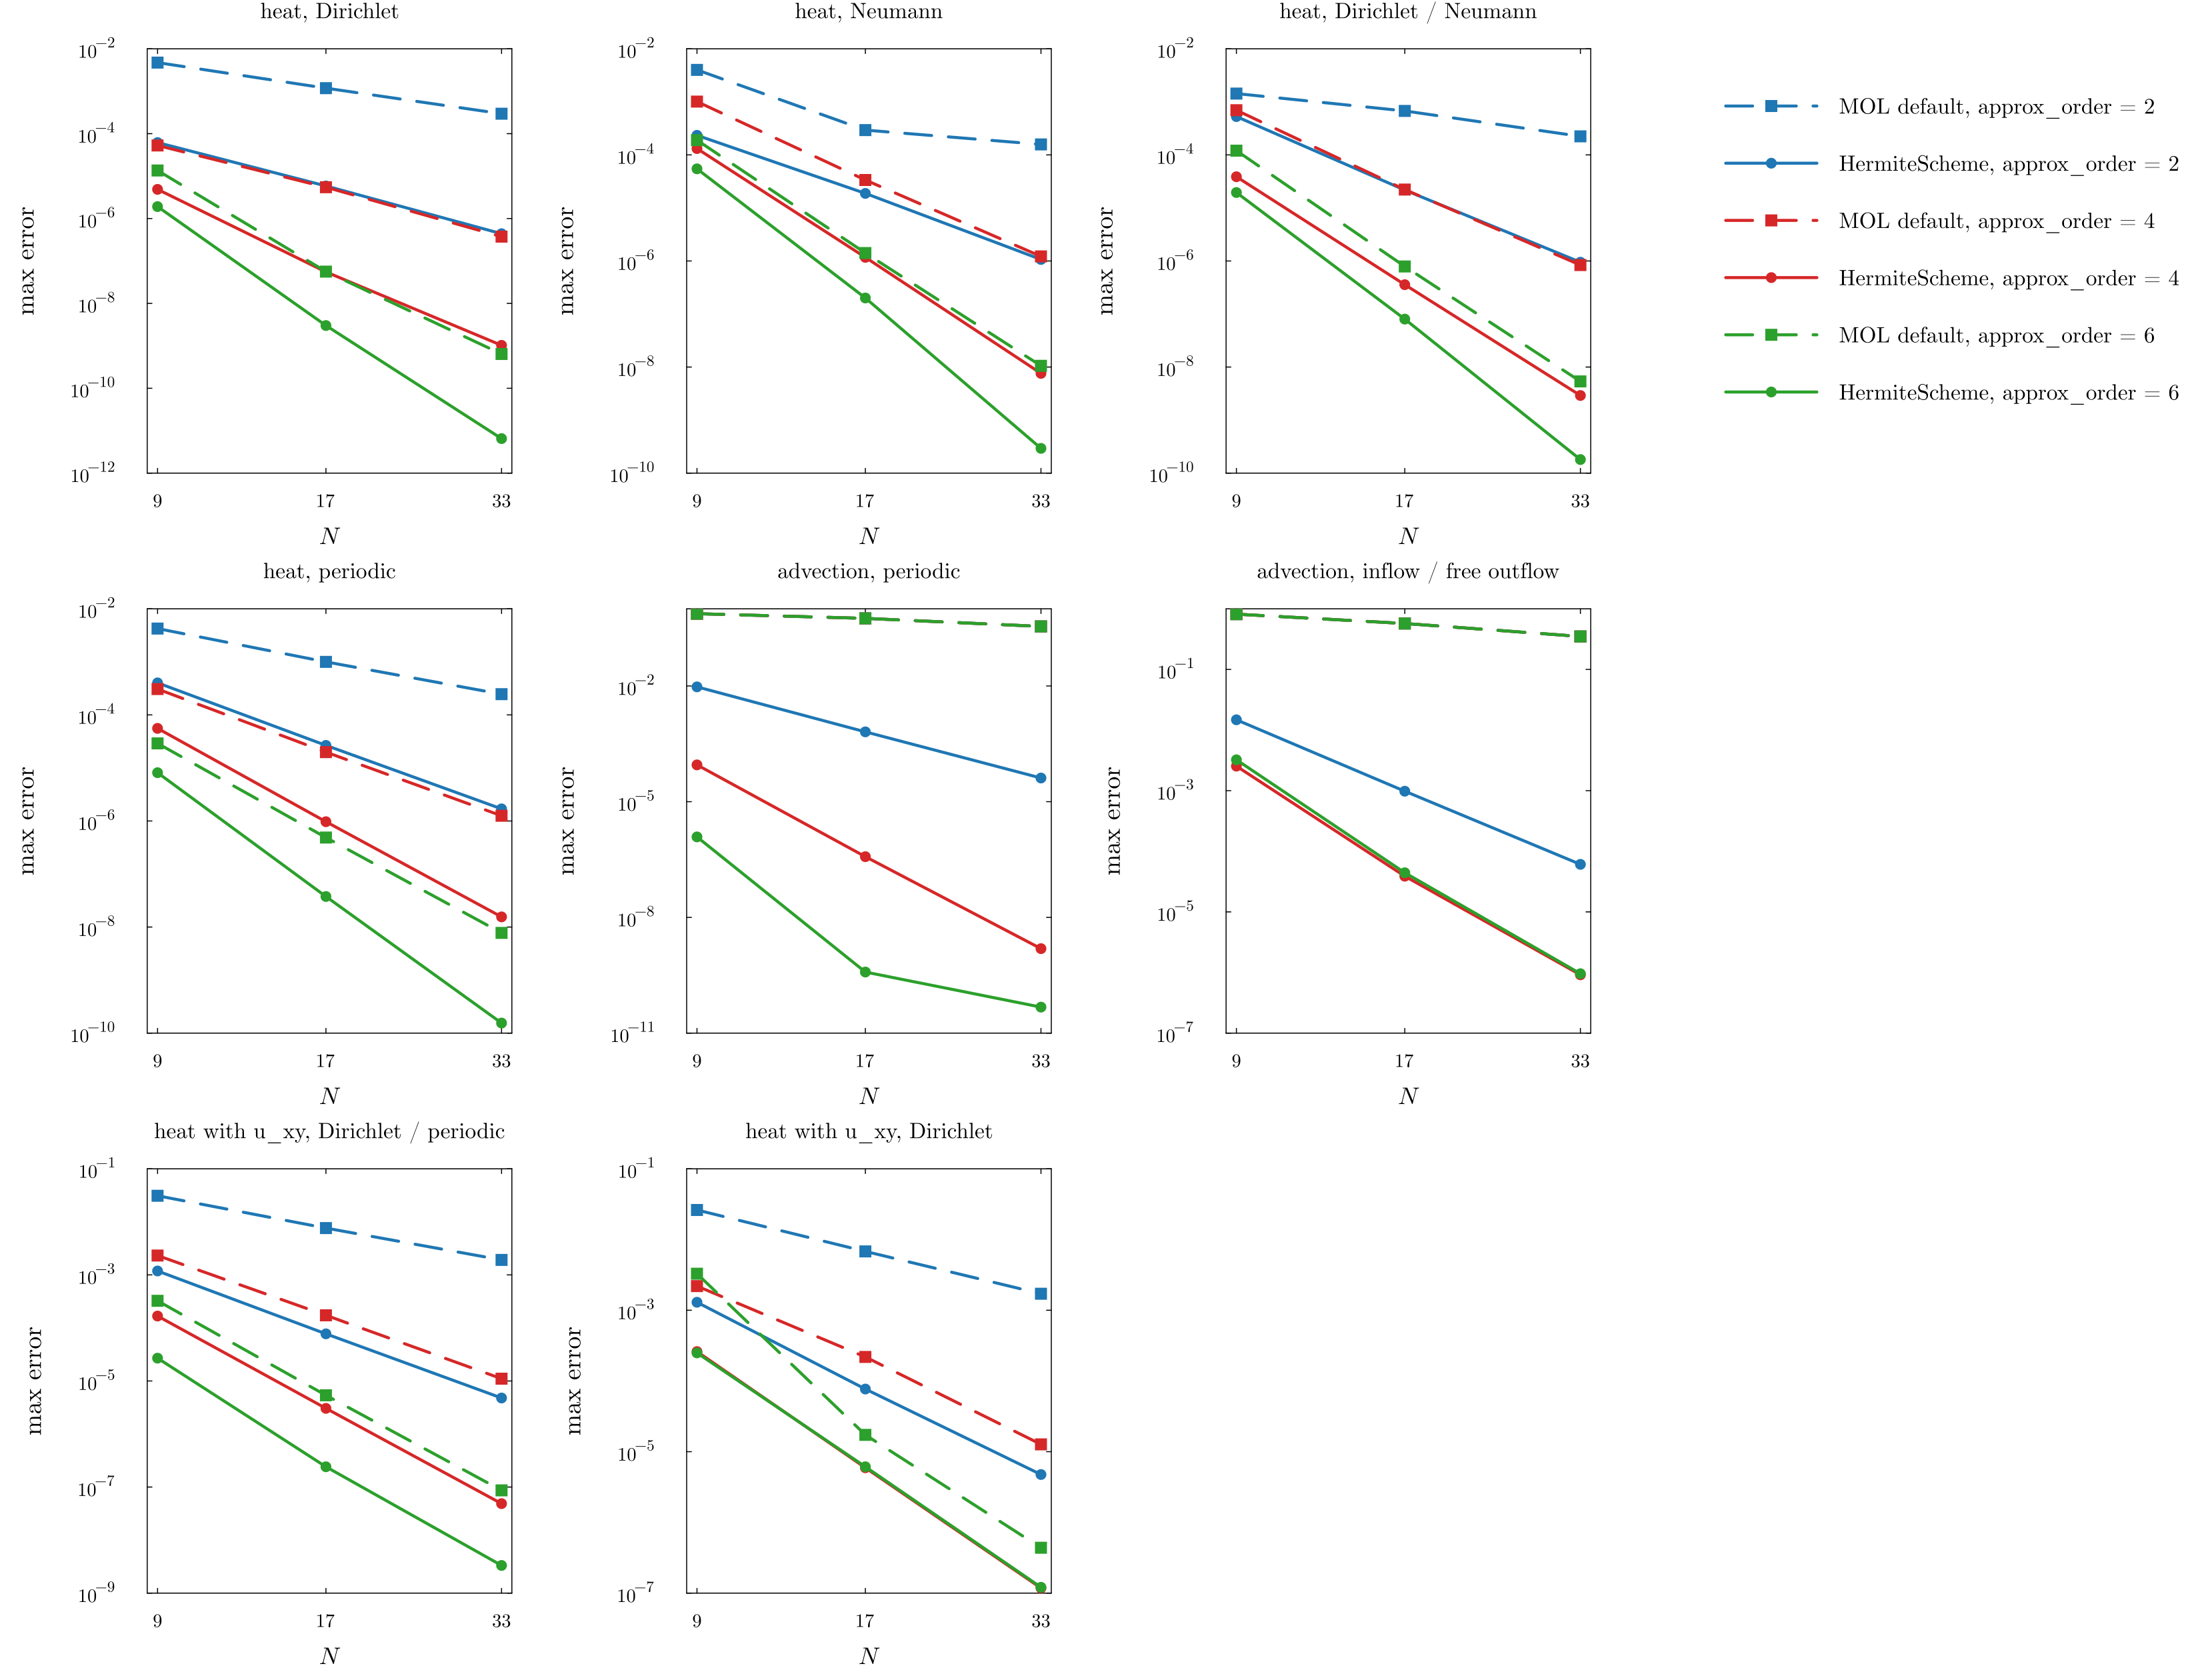 heat, Dirichlet
10−2
10−4
10−6
10−8
10−10
10−12
max error
9 17 33
N
heat, Neumann
10−2
10−4
10−6
10−8
10−10
max error
9 17 33
N
heat, Dirichlet / Neumann
10−2
10−4
10−6
10−8
10−10
max error
9 17 33
N
MOL default, approx_order = 2
HermiteScheme, approx_order = 2
MOL default, approx_order = 4
HermiteScheme, approx_order = 4
MOL default, approx_order = 6
HermiteScheme, approx_order = 6
heat, periodic
10−2
10−4
10−6
10−8
10−10
max error
9 17 33
N
advection, periodic
10−2
10−5
10−8
10−11
max error
9 17 33
N
advection, inflow / free outflow
10−1
10−3
10−5
10−7
max error
9 17 33
N
heat with u_xy, Dirichlet / periodic
10−1
10−3
10−5
10−7
10−9
max error
9 17 33
N
heat with u_xy, Dirichlet
10−1
10−3
10−5
10−7
max error
9 17 33
N